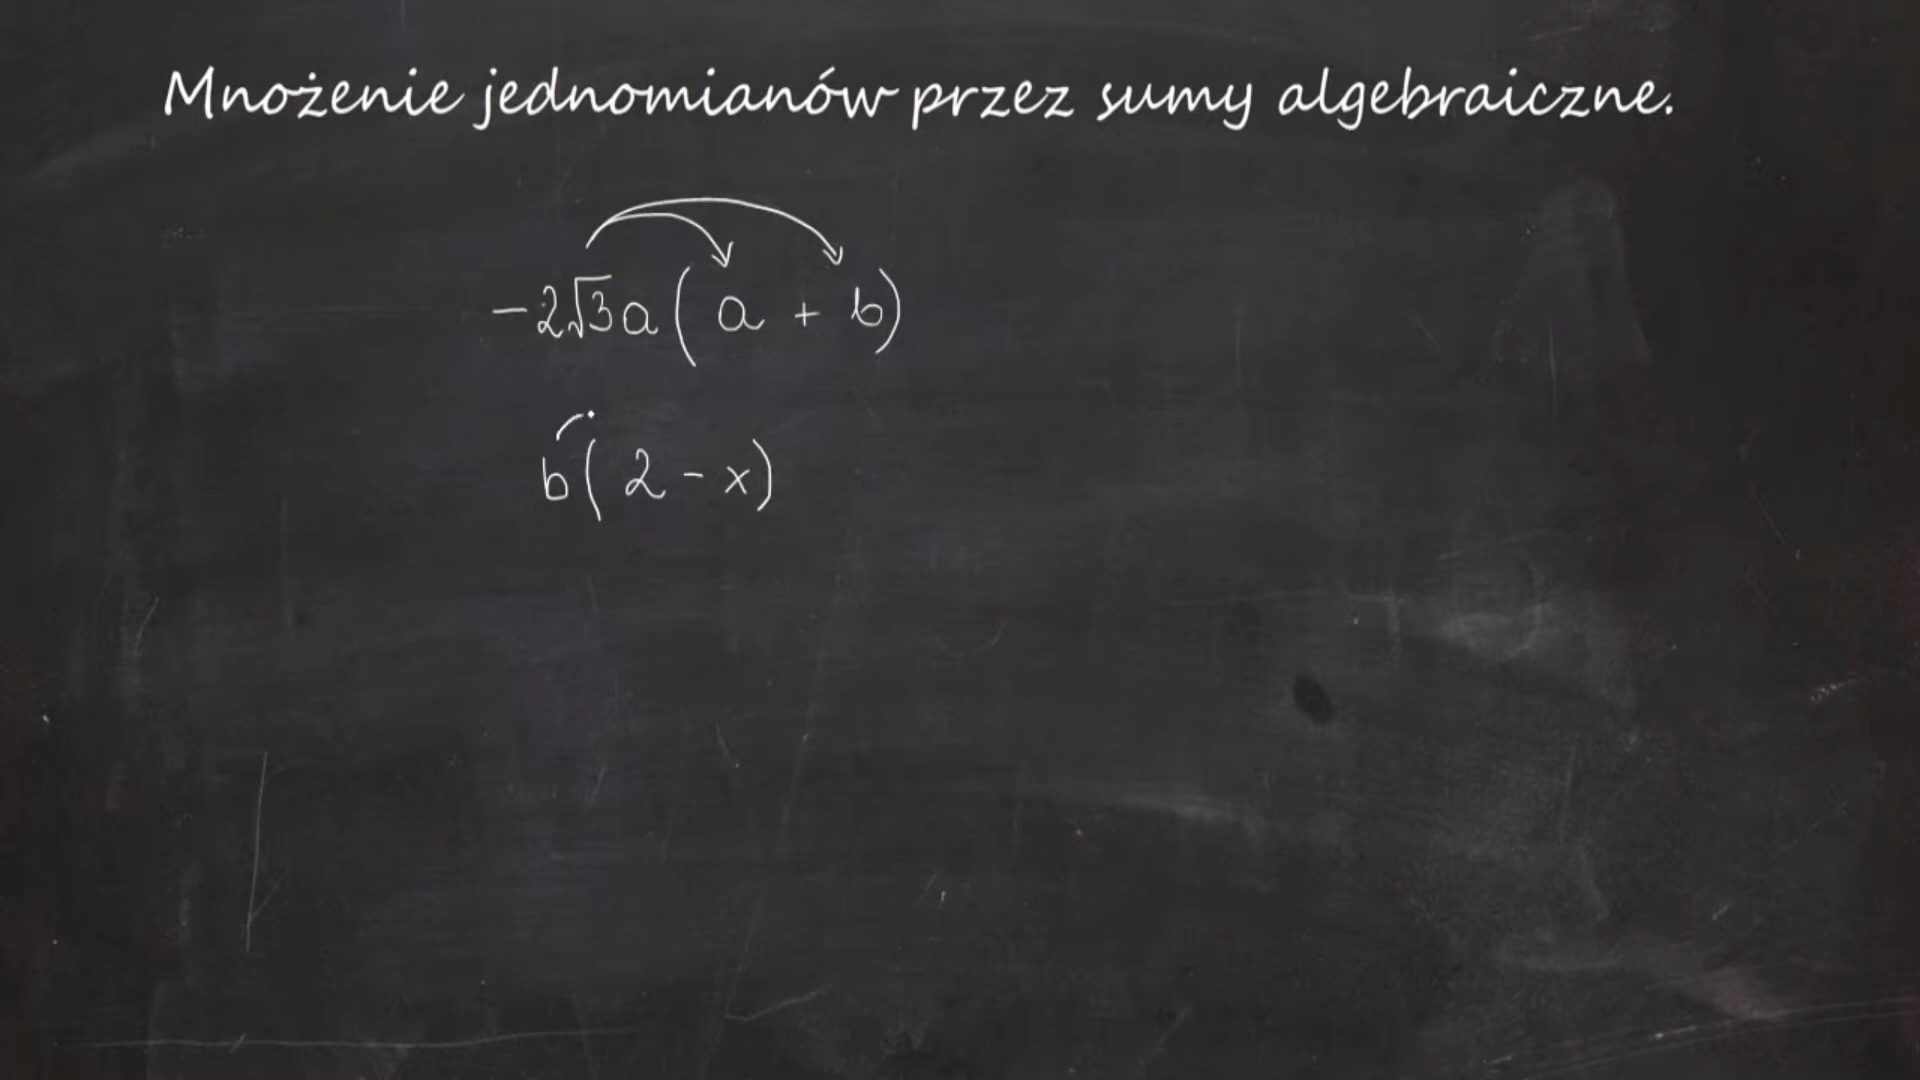 Mnożenie jednomianów przez sumy algebraiczne.
-2√3a(a + b)
b(2 - x)